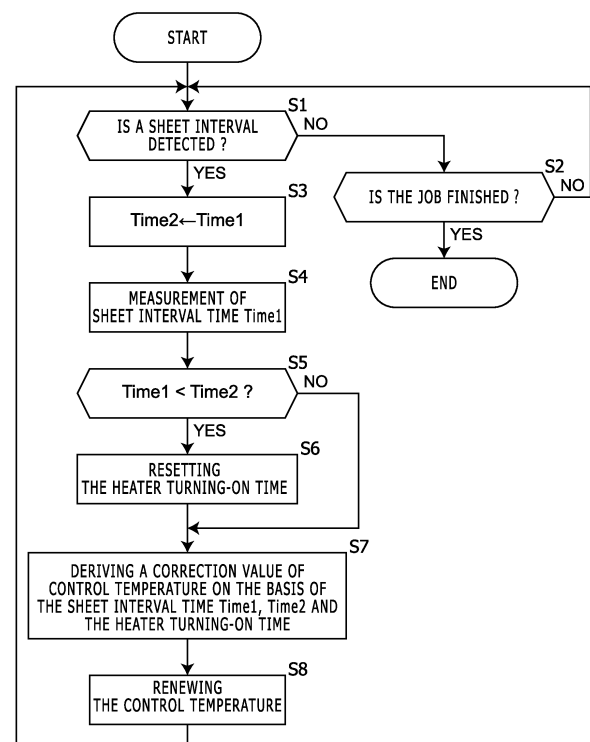 START
S1
IS A SHEET INTERVAL
DETECTED ?
NO
YES
S2
IS THE JOB FINISHED ?
NO
YES
END
S3
Time2←Time1
S4
MEASUREMENT OF
SHEET INTERVAL TIME Time1
S5
Time1 < Time2 ?
NO
YES
S6
RESETTING
THE HEATER TURNING-ON TIME
S7
DERIVING A CORRECTION VALUE OF
CONTROL TEMPERATURE ON THE BASIS OF
THE SHEET INTERVAL TIME Time1, Time2 AND
THE HEATER TURNING-ON TIME
S8
RENEWING
THE CONTROL TEMPERATURE